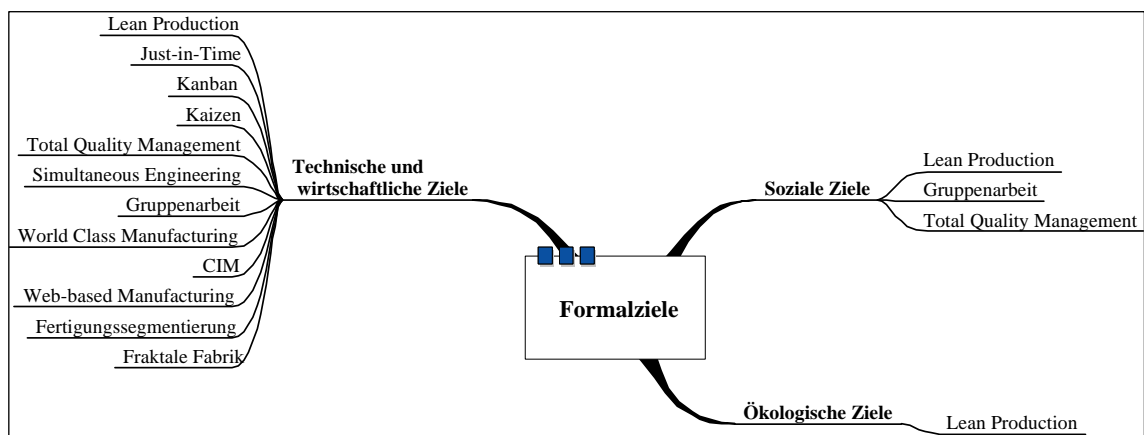 Lean Production
Just-in-Time
Kanban
Kaizen
Total Quality Management
Simultaneous Engineering
Gruppenarbeit
World Class Manufacturing
CIM
Web-based Manufacturing
Fertigungssegmentierung
Fraktale Fabrik
Technische und
wirtschaftliche Ziele
Formalziele
Soziale Ziele
Lean Production
Gruppenarbeit
Total Quality Management
Ökologische Ziele
Lean Production